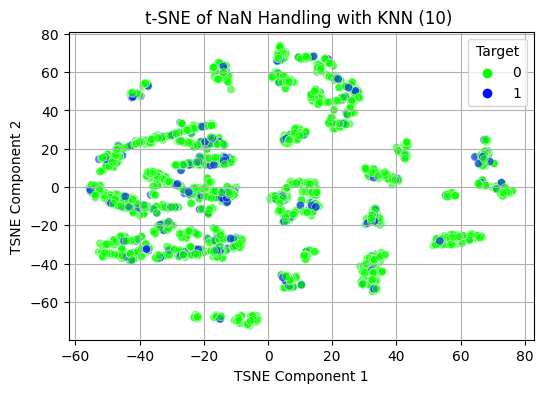 t-SNE of NaN Handling with KNN (10)
Target
0
1
TSNE Component 2
80
60
40
20
0
−20
−40
−60
−60 −40 −20 0 20 40 60 80
TSNE Component 1